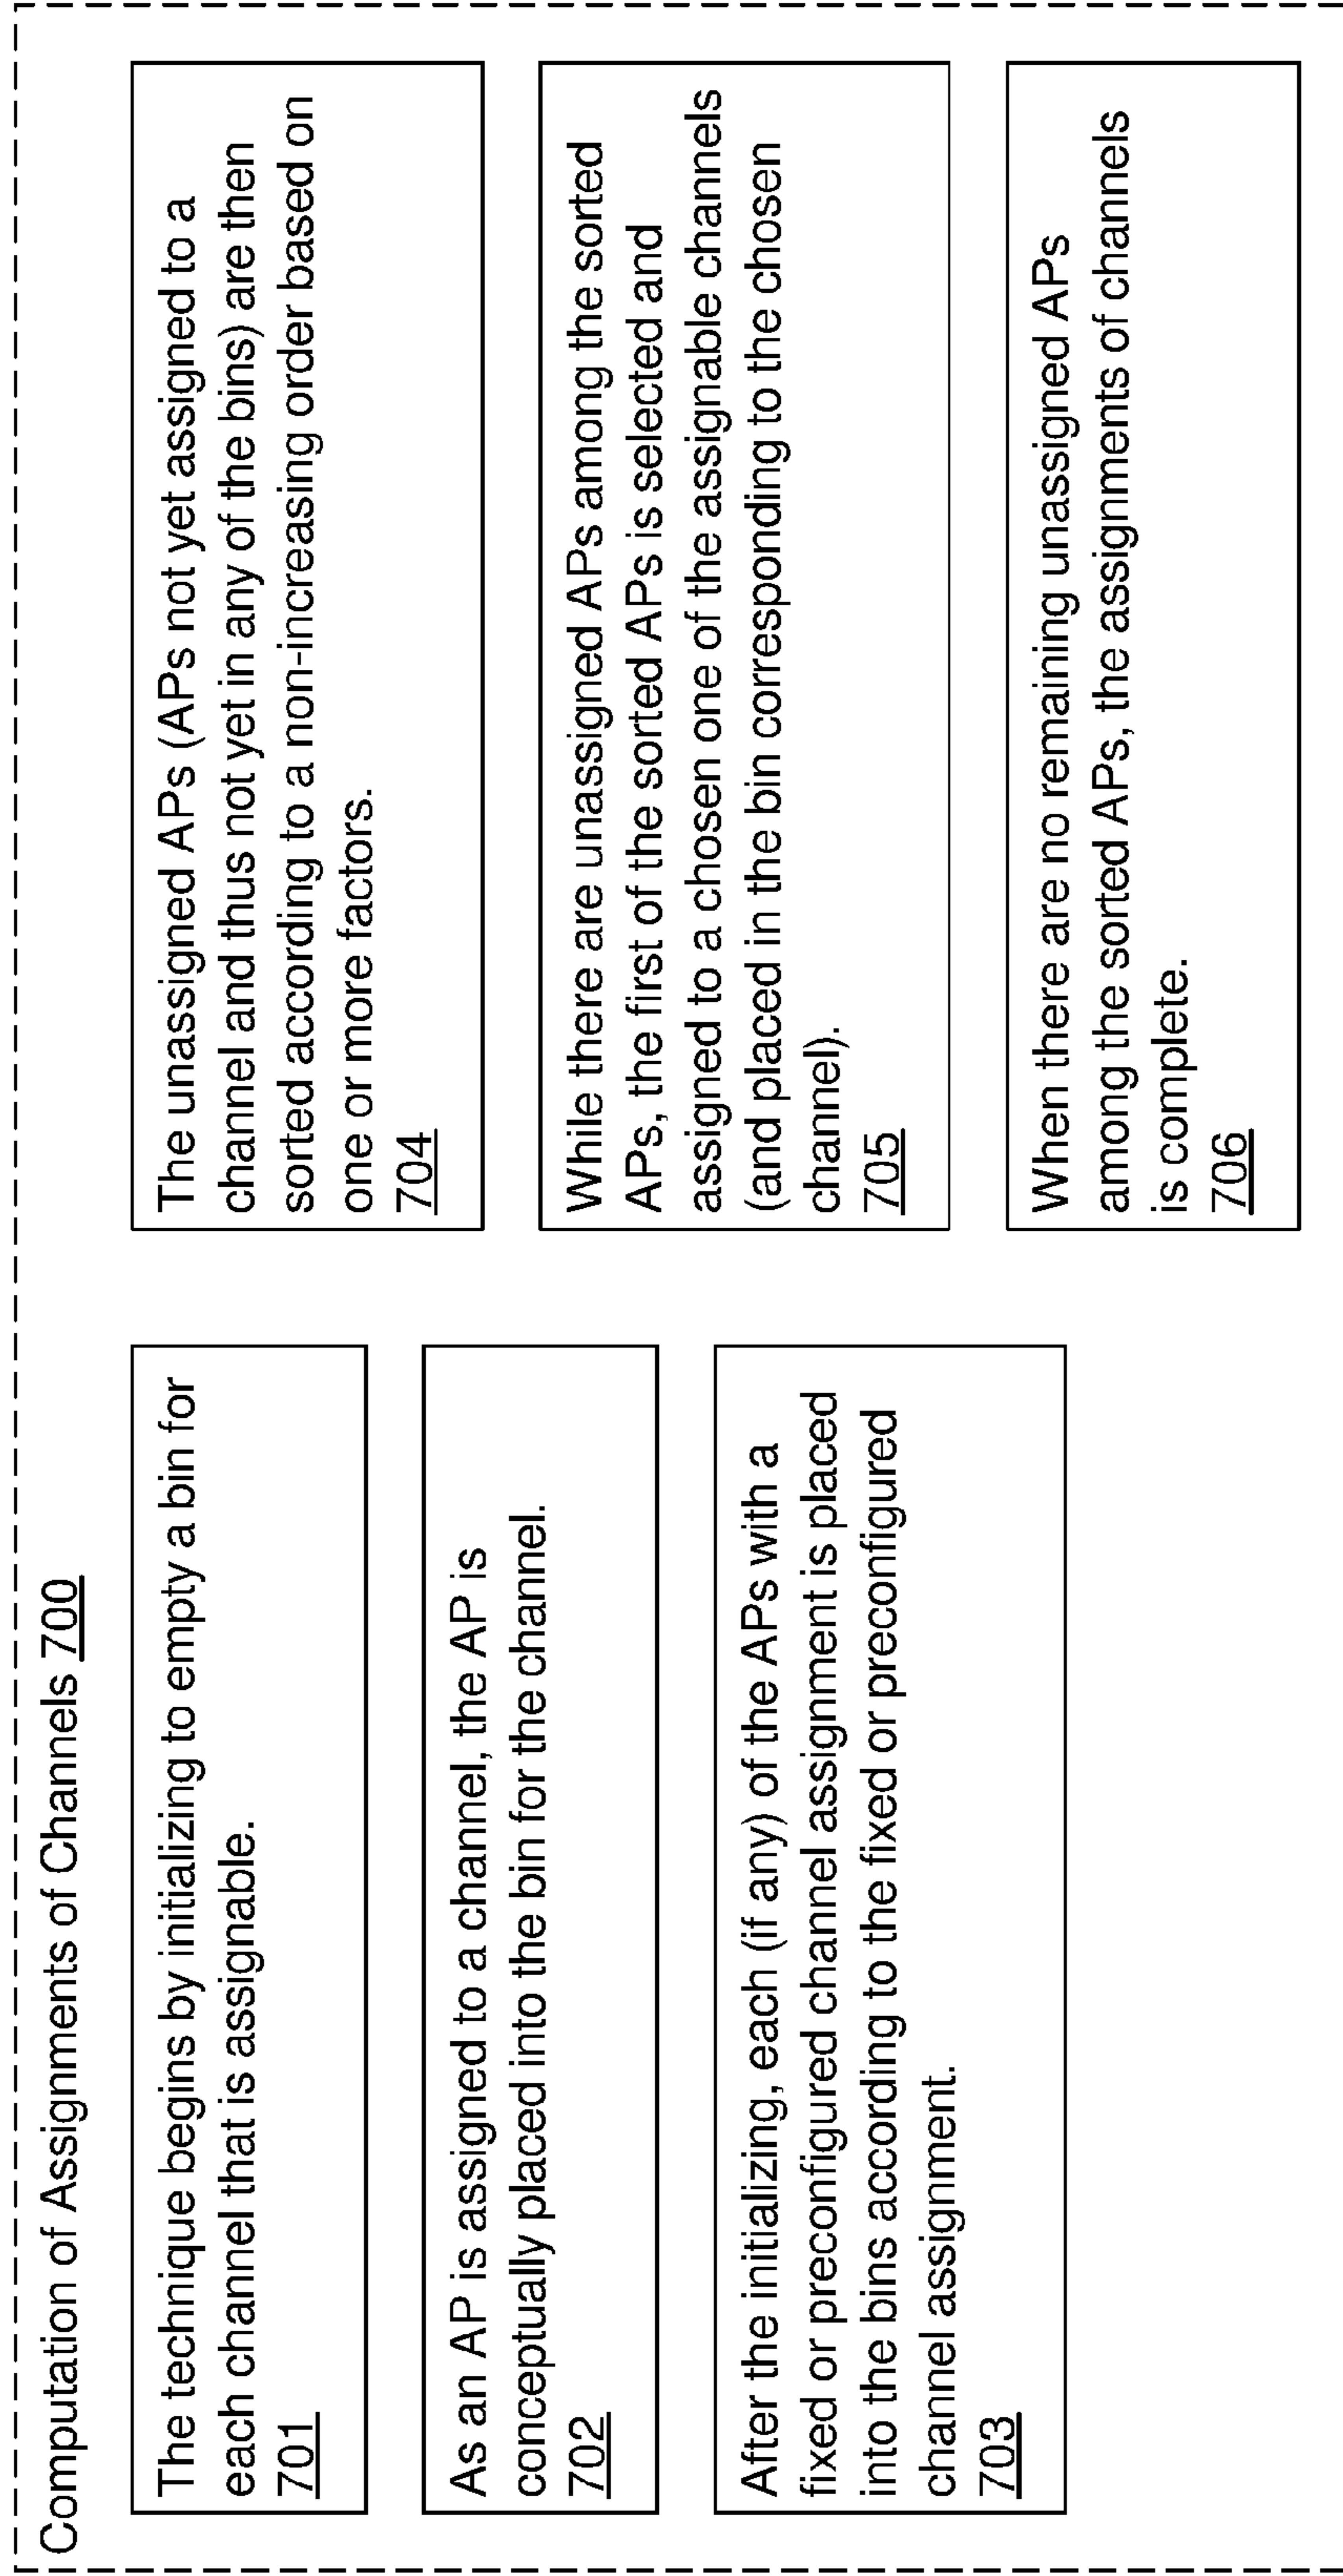 Computation of Assignments of Channels 700
The technique begins by initializing to empty a bin for
each channel that is assignable.
701
As an AP is assigned to a channel, the AP is
conceptually placed into the bin for the channel.
702
After the initializing, each (if any) of the APs with a
fixed or preconfigured channel assignment is placed
into the bins according to the fixed or preconfigured
channel assignment.
703
The unassigned APs (APs not yet assigned to a
channel and thus not yet in any of the bins) are then
sorted according to a non-increasing order based on
one or more factors.
704
While there are unassigned APs among the sorted
APs, the first of the sorted APs is selected and
assigned to a chosen one of the assignable channels
(and placed in the bin corresponding to the chosen
channel).
705
When there are no remaining unassigned APs
among the sorted APs, the assignments of channels
is complete.
706